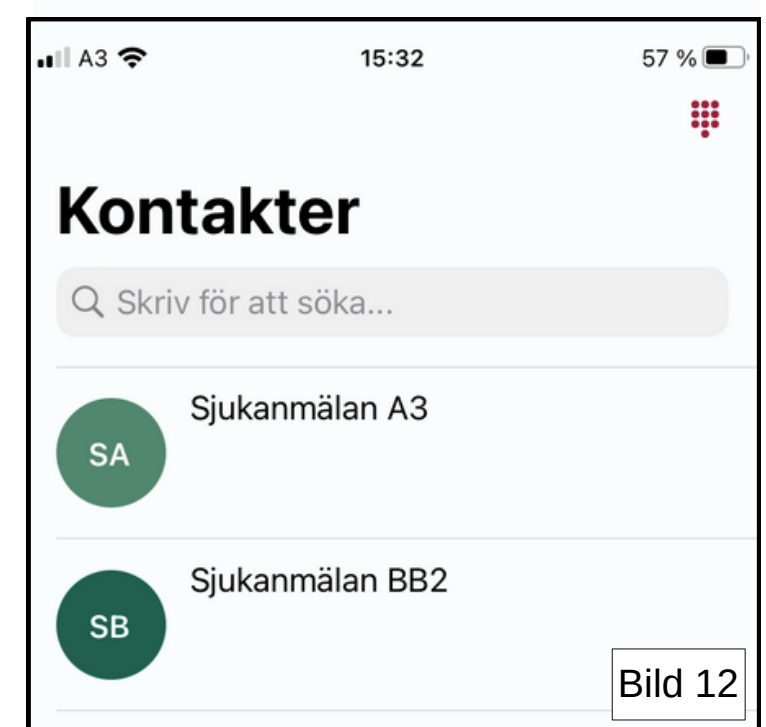 A3 15:32 57 %
Kontakter
Skriv för att söka...
Sjukanmälan A3
SA
Sjukanmälan BB2
SB
Bild 12